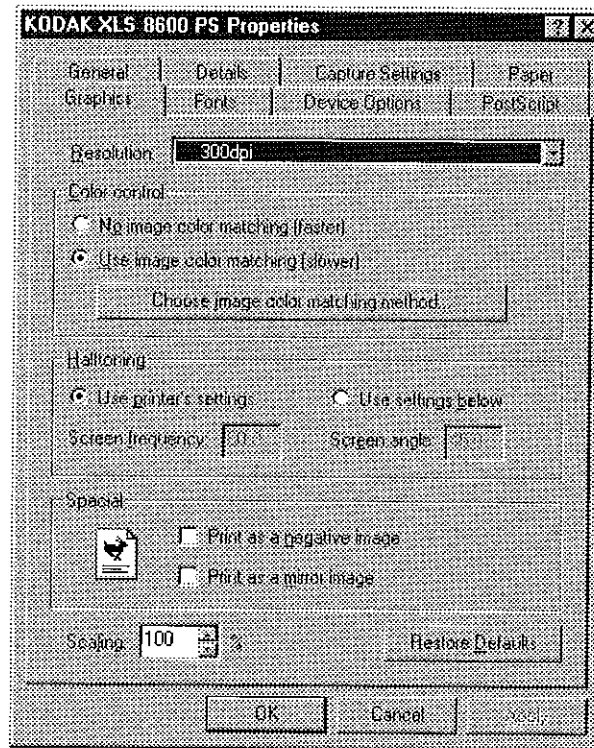 KODAK XLS 8600 PS Properties
General Details Capture Settings Paper
Graphics Fonts Device Options PostScript
Resolution: 300dpi
Color control
No image color matching (faster)
Use image color matching (slower)
Choose image color matching method...
Halftoning
Use printer's settings
Use settings below
Screen frequency:
Screen angle:
Special
Print as a negative image
Print as a mirror image
Scaling: 100 %
Restore Defaults
OK Cancel Apply